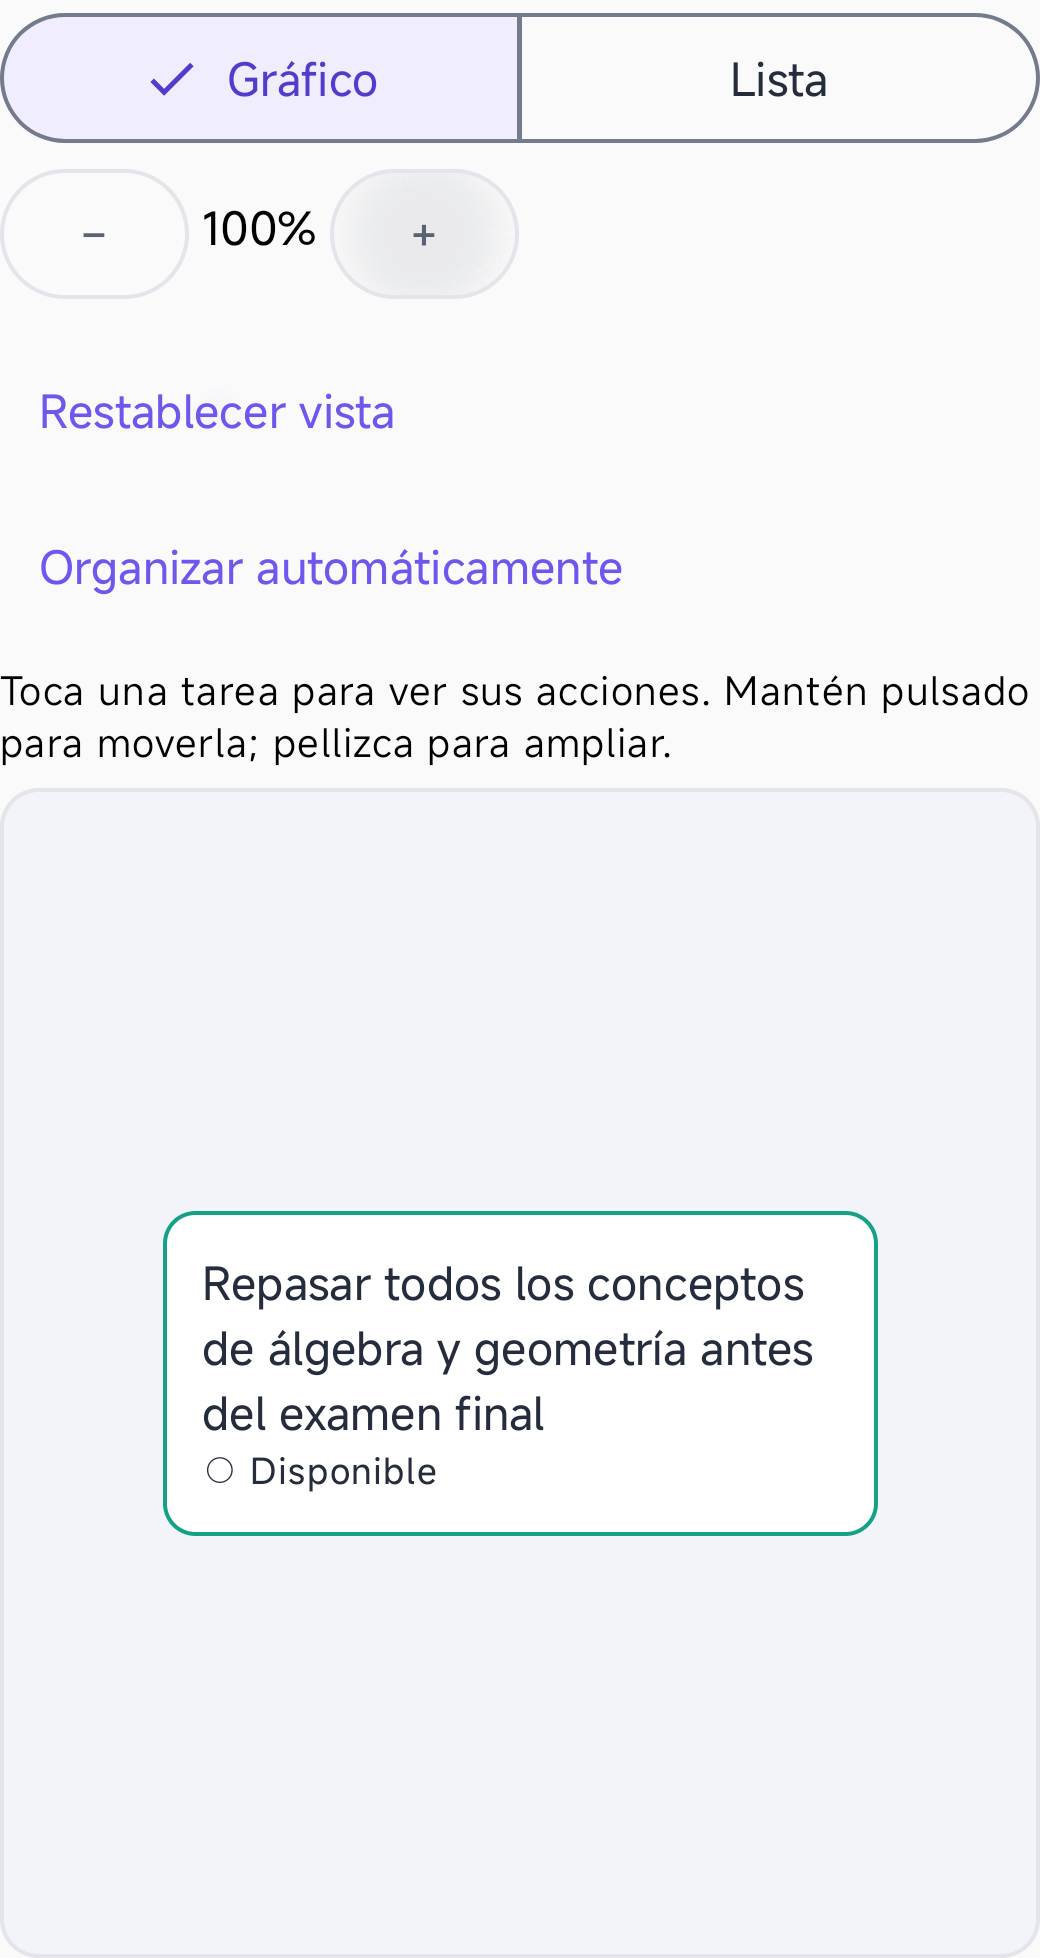 Gráfico
Lista
–
100%
+
Restablecer vista
Organizar automáticamente
Toca una tarea para ver sus acciones. Mantén pulsado
para moverla; pellizca para ampliar.
Repasar todos los conceptos
de álgebra y geometría antes
del examen final
○ Disponible